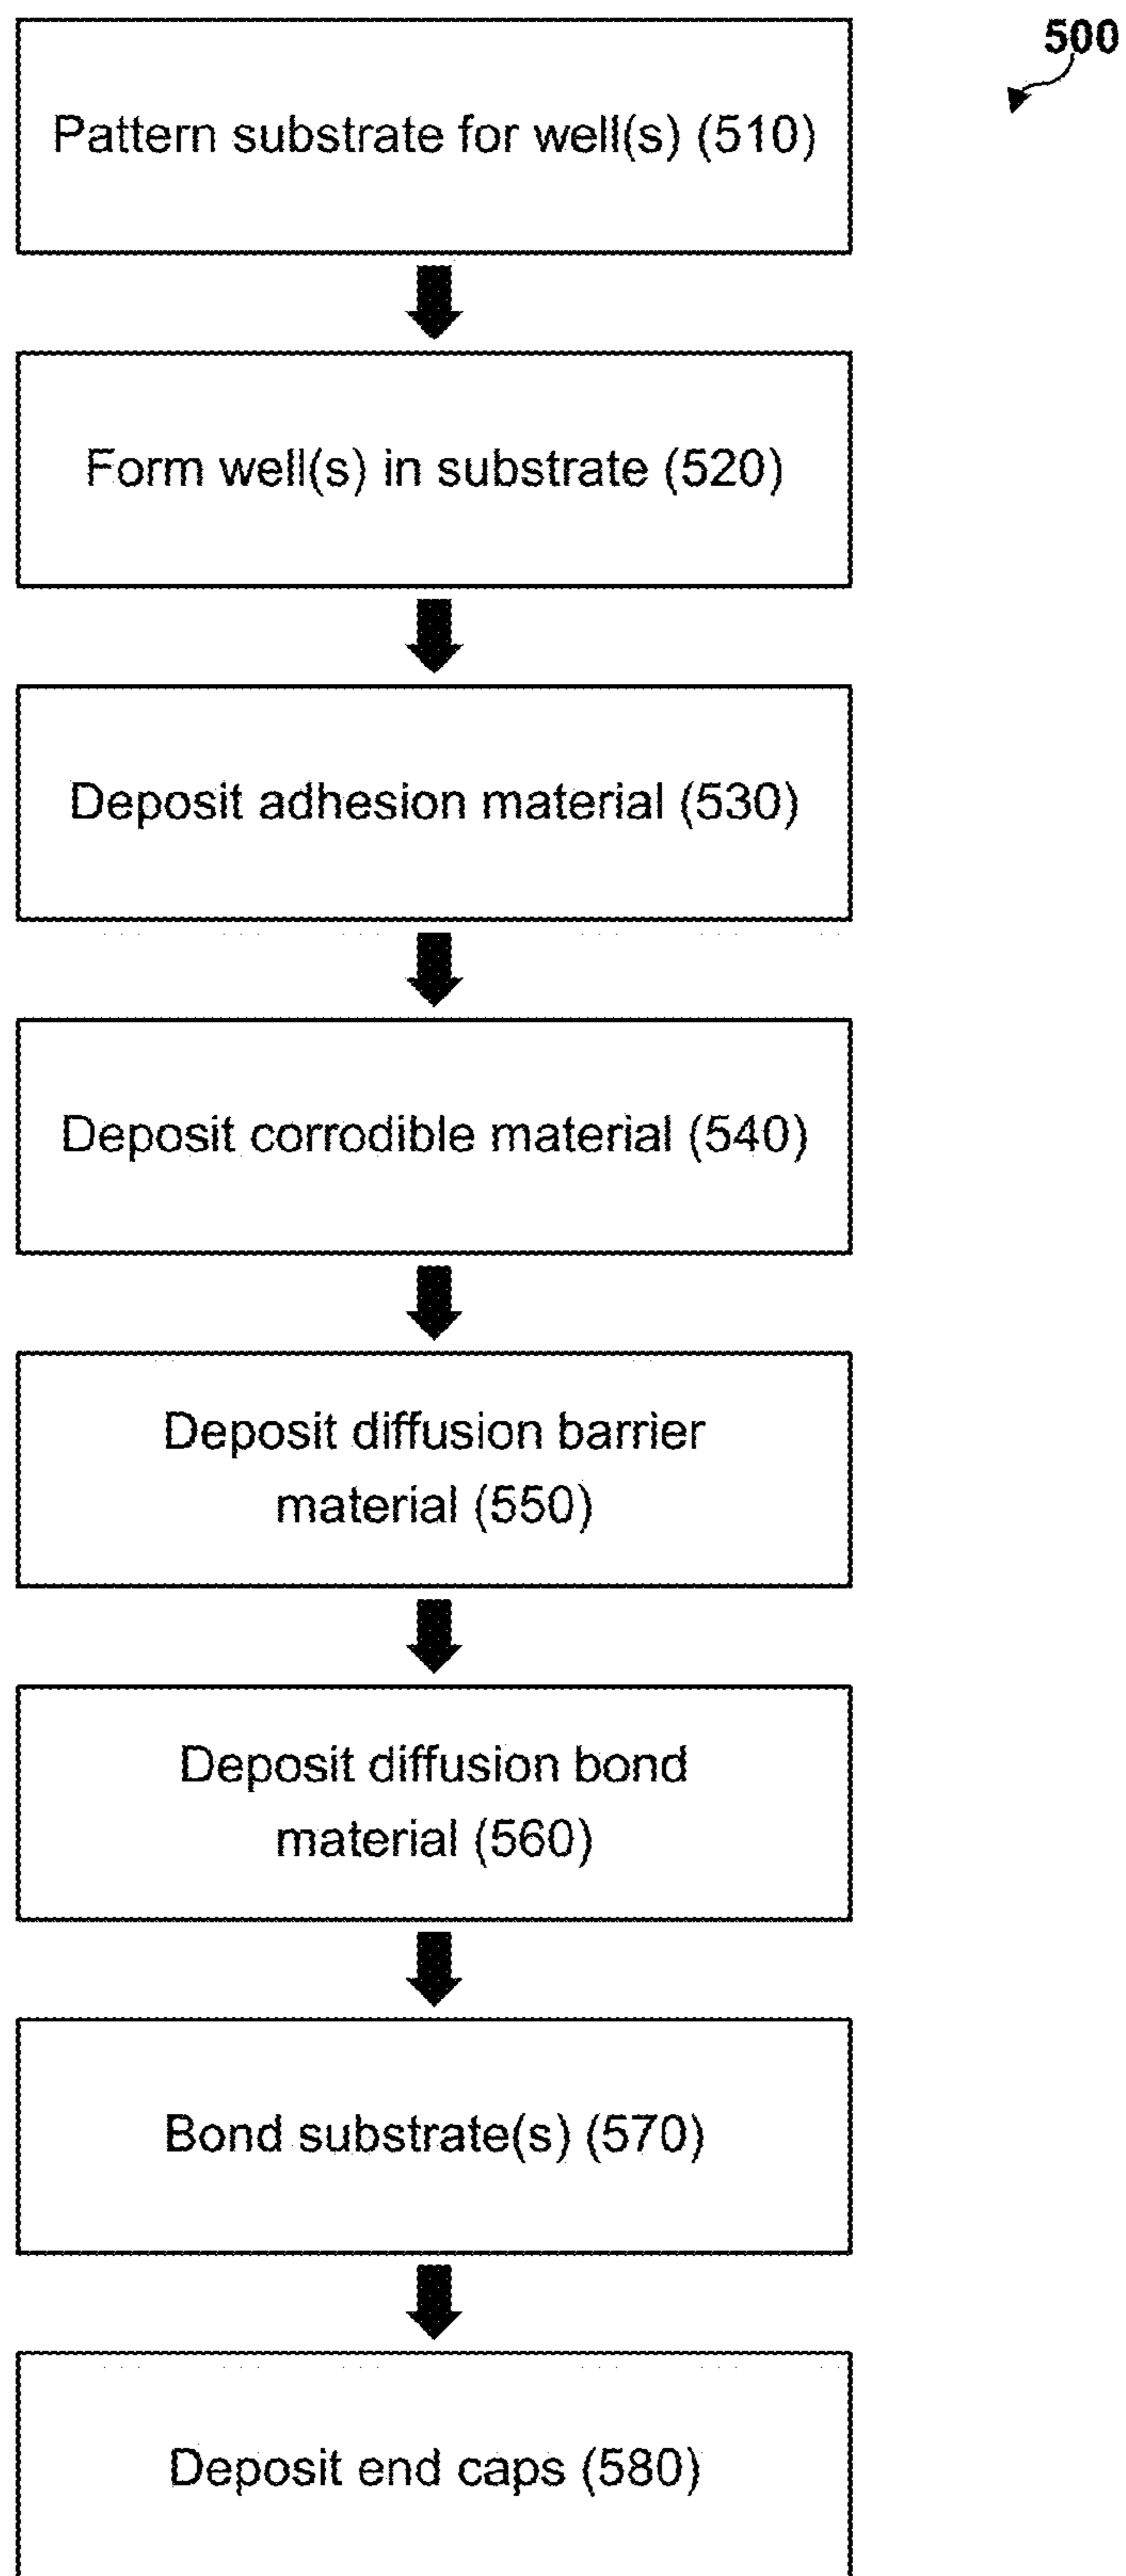 500
Pattern substrate for well(s) (510)
Form well(s) in substrate (520)
Deposit adhesion material (530)
Deposit corrodible material (540)
Deposit diffusion barrier
material (550)
Deposit diffusion bond
material (560)
Bond substrate(s) (570)
Deposit end caps (580)